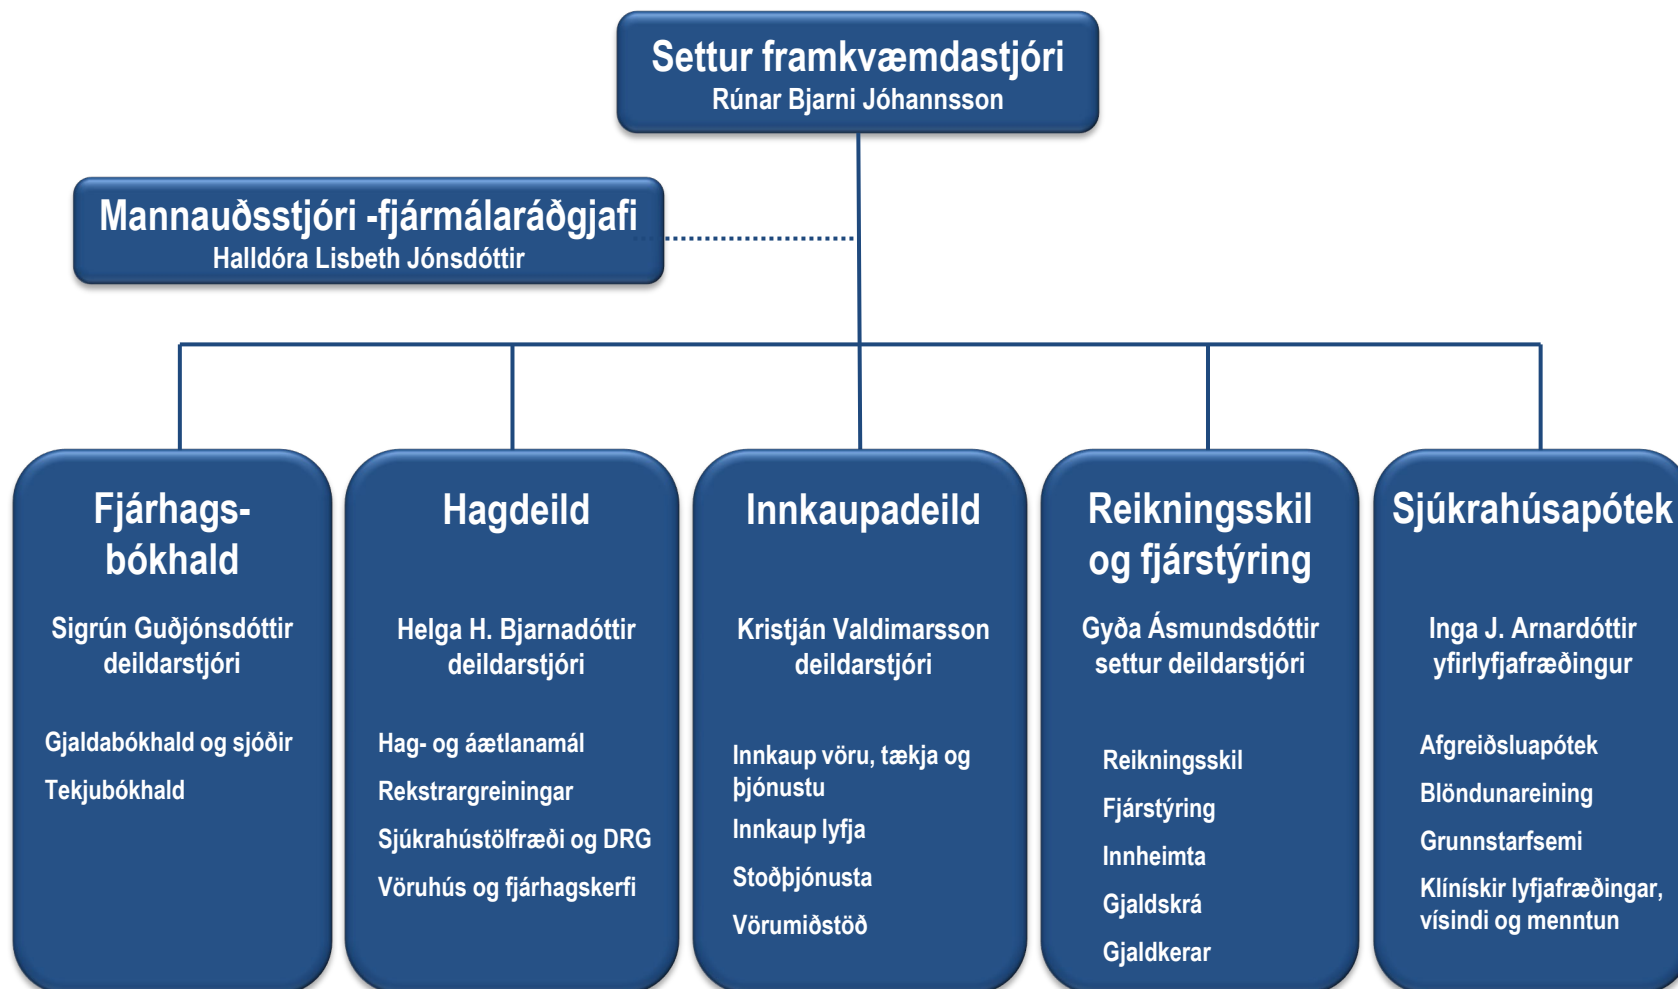 Settur framkvæmdastjóri
Rúnar Bjarni Jóhannsson
Mannauðsstjóri -fjármálaráðgjafi
Halldóra Lisbeth Jónsdóttir
Fjárhags-
bókhald
Sigrún Guðjónsdóttir
deildarstjóri
Gjaldabókhald og sjóðir
Tekjubókhald
Hagdeild
Helga H. Bjarnadóttir
deildarstjóri
Hag- og áætlanamál
Rekstrargreiningar
Sjúkrahústölfræði og DRG
Vöruhús og fjárhagskerfi
Innkaupadeild
Kristján Valdimarsson
deildarstjóri
Innkaup vöru, tækja og
þjónustu
Innkaup lyfja
Stoðþjónusta
Vörumiðstöð
Reikningsskil
og fjárstýring
Gyða Ásmundsdóttir
settur deildarstjóri
Reikningsskil
Fjárstýring
Innheimta
Gjaldskrá
Gjaldkerar
Sjúkrahúsapótek
Inga J. Arnardóttir
yfirlyfjafræðingur
Afgreiðsluapótek
Blöndunareining
Grunnstarfsemi
Klínískir lyfjafræðingar,
vísindi og menntun